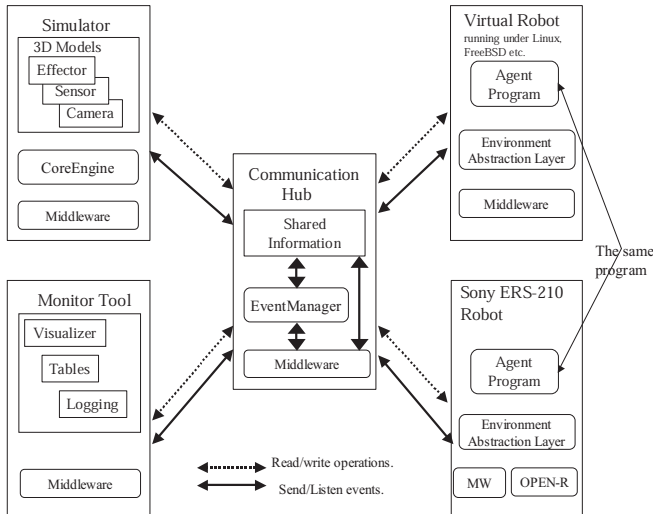 Simulator
3D Models
Effector
Sensor
Camera
CoreEngine
Middleware
Monitor Tool
Visualizer
Tables
Logging
Middleware
Communication
Hub
Shared
Information
EventManager
Middleware
Read/write operations.
Send/Listen events.
Virtual Robot
running under Linux,
FreeBSD etc.
Agent
Program
Environment
Abstraction Layer
Middleware
The same
program
Sony ERS-210
Robot
Agent
Program
Environment
Abstraction Layer
MW
OPEN-R